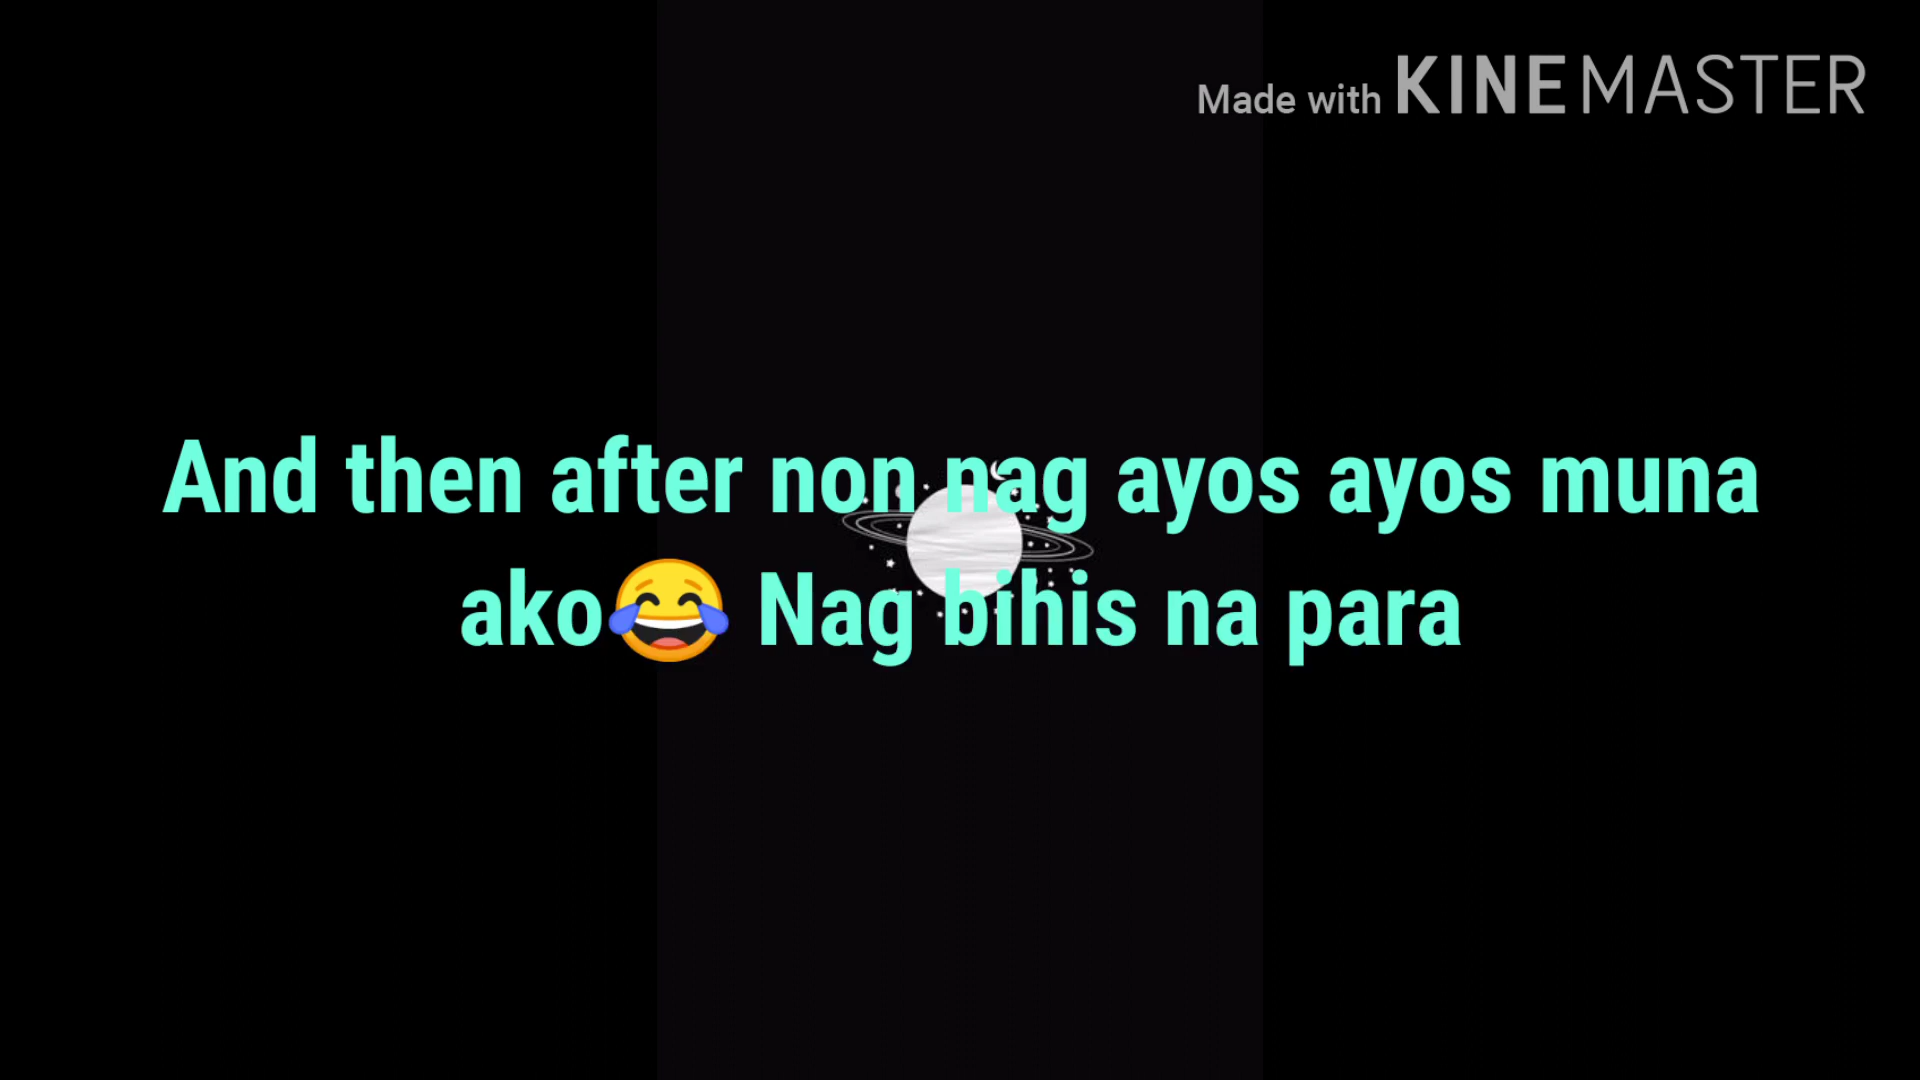 Made with KINEMASTER
And then after non nag ayos ayos muna
ako😂 Nag bihis na para